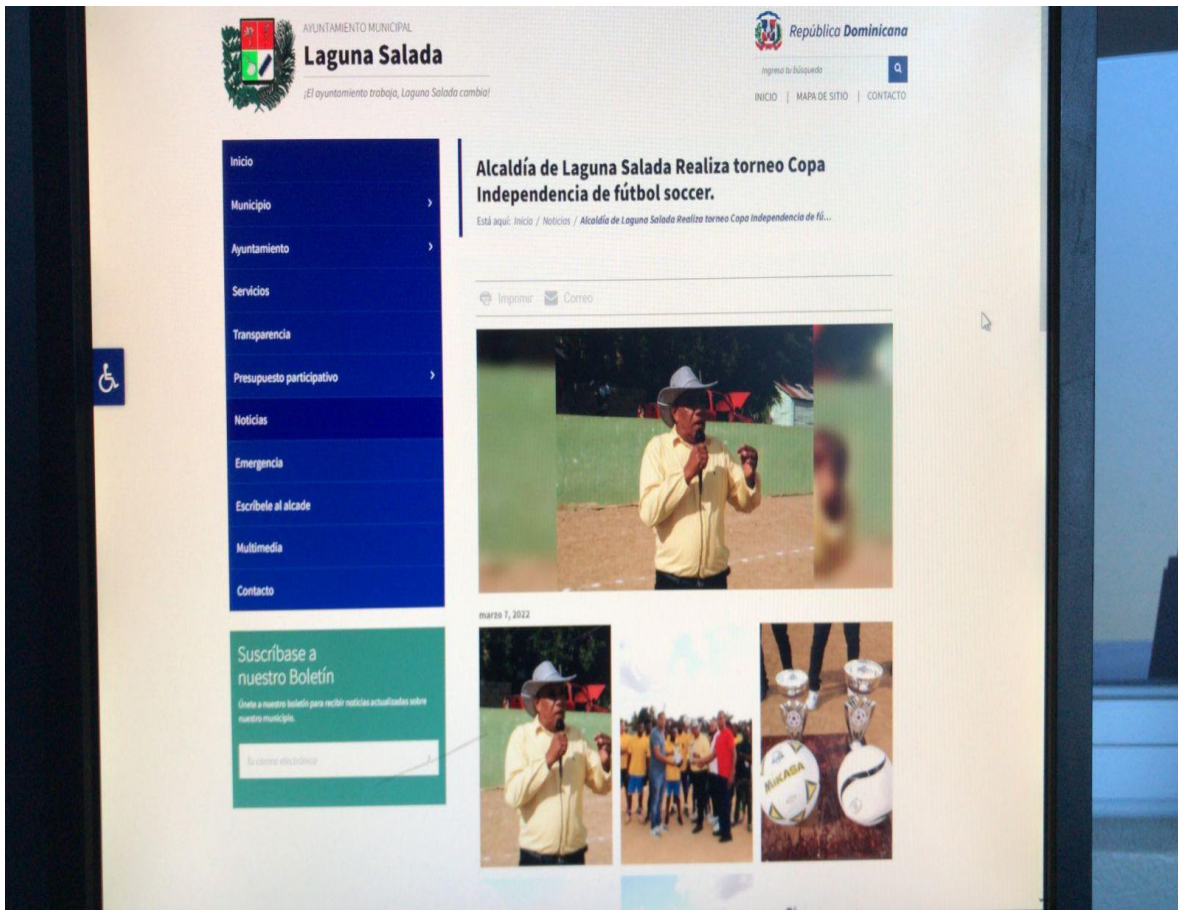 AYUNTAMIENTO MUNICIPAL
Laguna Salada
¡El ayuntamiento trabaja, Laguna Salada cambia!
República Dominicana
Ingresa tu búsqueda
INICIO | MAPA DE SITIO | CONTACTO
Inicio
Municipio
Ayuntamiento
Servicios
Transparencia
Presupuesto participativo
Noticias
Emergencia
Escríbele al alcade
Multimedia
Contacto
Suscríbase a
nuestro Boletín
Únete a nuestro boletín para recibir noticias actualizadas sobre
nuestro municipio.
Tu correo electrónico
Alcaldía de Laguna Salada Realiza torneo Copa
Independencia de fútbol soccer.
Está aquí: Inicio / Noticias / Alcaldía de Laguna Salada Realiza torneo Copa Independencia de fú...
Imprimir Correo
marzo 7, 2022
MIKASA